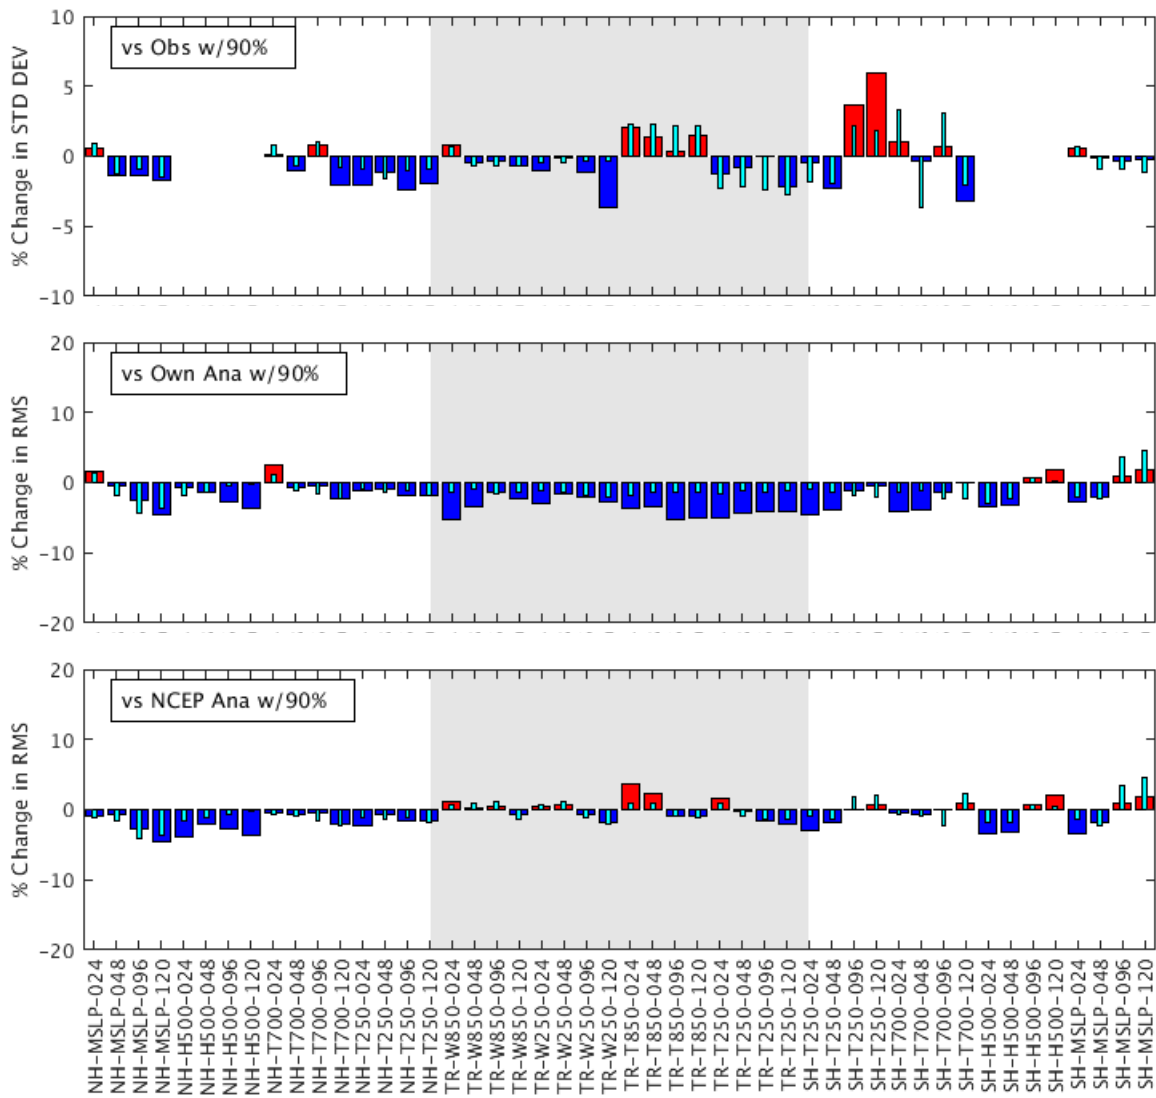 10
5
0
−5
−10
% Change in STD DEV
vs Obs w/90%
20
10
0
−10
−20
% Change in RMS
vs Own Ana w/90%
20
10
0
−10
−20
% Change in RMS
vs NCEP Ana w/90%
NH−MSLP−024
NH−MSLP−048
NH−MSLP−096
NH−MSLP−120
NH−H500−024
NH−H500−048
NH−H500−096
NH−H500−120
NH−T700−024
NH−T700−048
NH−T700−096
NH−T700−120
NH−T250−024
NH−T250−048
NH−T250−096
NH−T250−120
TR−W850−024
TR−W850−048
TR−W850−096
TR−W850−120
TR−W250−024
TR−W250−048
TR−W250−096
TR−W250−120
TR−T850−024
TR−T850−048
TR−T850−096
TR−T850−120
TR−T250−024
TR−T250−048
TR−T250−096
TR−T250−120
SH−T250−024
SH−T250−048
SH−T250−096
SH−T250−120
SH−T700−024
SH−T700−048
SH−T700−096
SH−T700−120
SH−H500−024
SH−H500−048
SH−H500−096
SH−H500−120
SH−MSLP−024
SH−MSLP−048
SH−MSLP−096
SH−MSLP−120